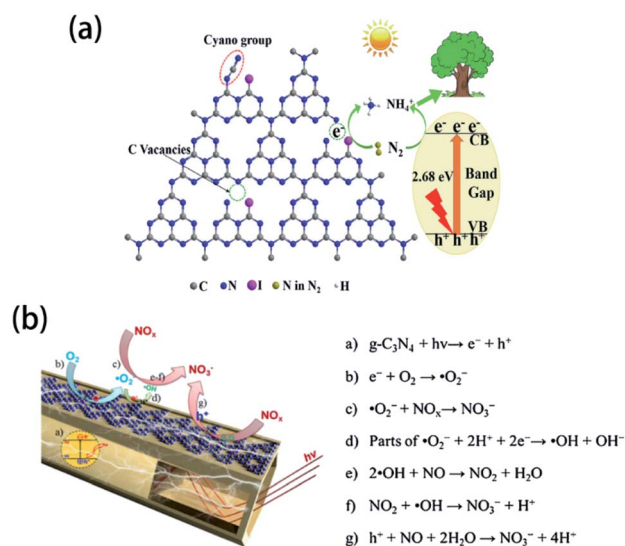 (a)
Cyano group
C Vacancies
e⁻
NH₄⁺
N₂
e⁻ e⁻ e⁻
CB
2.68 eV
Band
Gap
VB
h⁺ h⁺ h⁺
C N I N in N₂ H
(b)
NOₓ
b) O₂
c)
•O₂⁻
e-f)
NO₃⁻
•OH
d)
g)
h⁺
NOₓ
a)
hν
a) g-C₃N₄ + hν→ e⁻ + h⁺
b) e⁻ + O₂ → •O₂⁻
c) •O₂⁻ + NOₓ→ NO₃⁻
d) Parts of •O₂⁻ + 2H⁺ + 2e⁻→ •OH + OH⁻
e) 2•OH + NO → NO₂ + H₂O
f) NO₂ + •OH → NO₃⁻ + H⁺
g) h⁺ + NO + 2H₂O → NO₃⁻ + 4H⁺